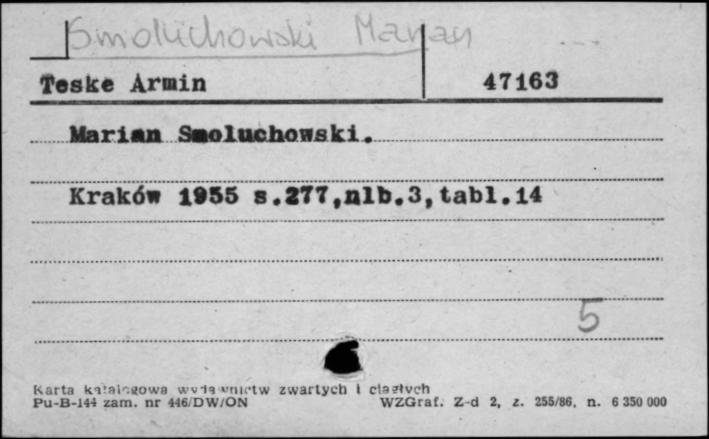 Smoluchowski Marian
Teske Armin 47163
Marian Smoluchowski.
Kraków 1955 s.277,nlb.3,tabl.14
5
Karta katalogowa wydawnictw zwartych i ciągłych
Pu-B-144 zam. nr 446/DW/ON WZGraf. Z-d 2, z. 255/86, n. 6 350 000